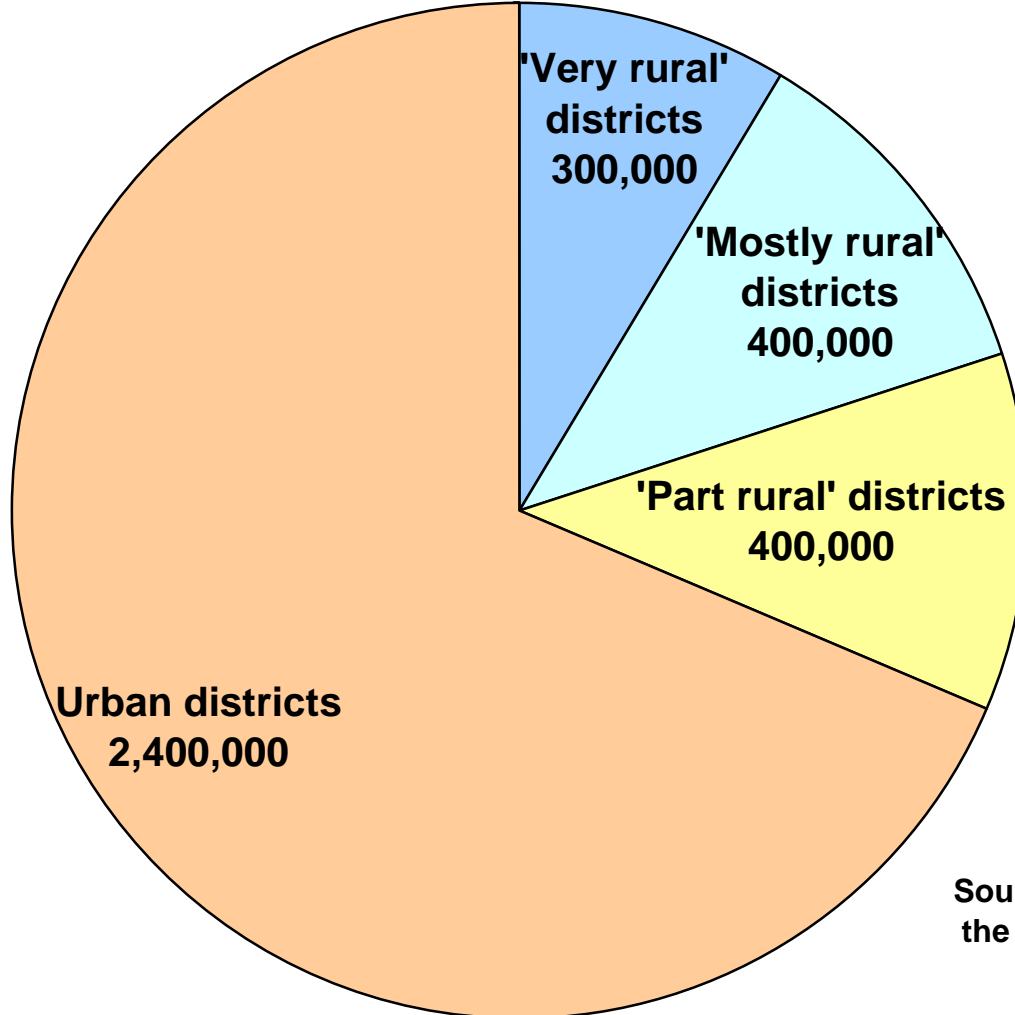 'Very rural'
districts
300,000
'Mostly rural'
districts
400,000
'Part rural' districts
400,000
Urban districts
2,400,000
the